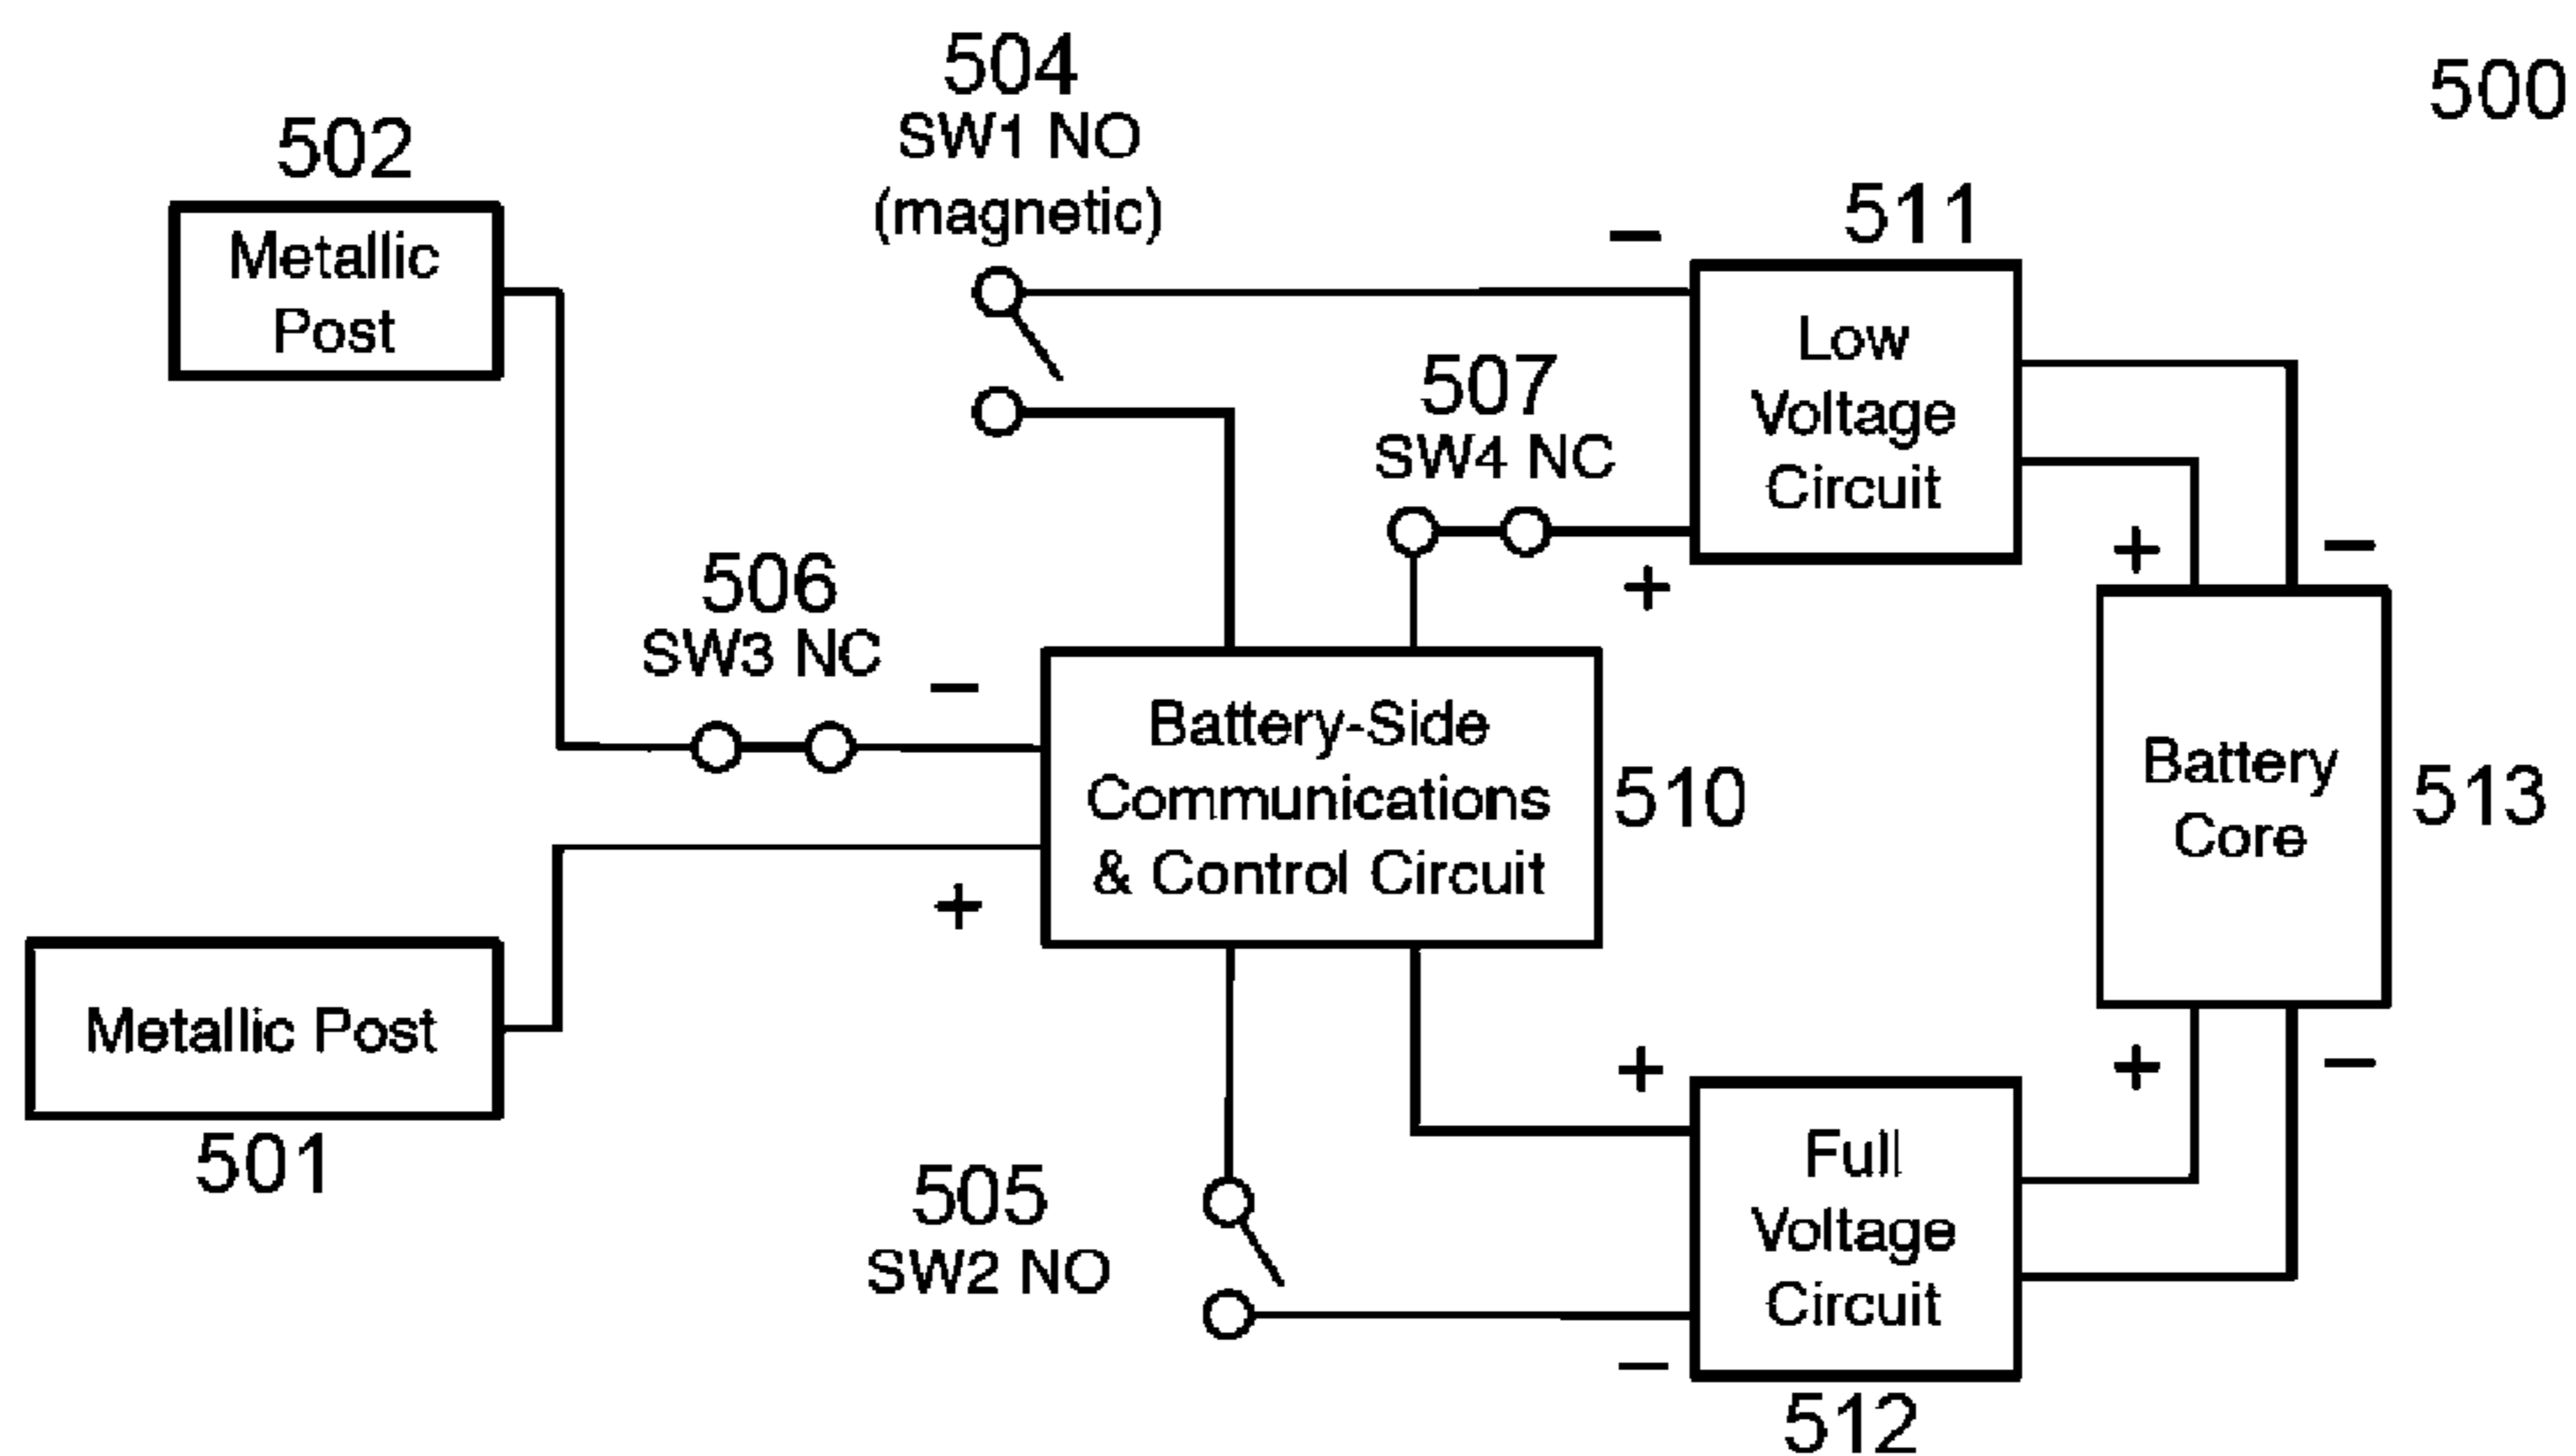 500
504
SW1 NO
(magnetic)
502
Metallic
Post
511
−
Low
Voltage
Circuit
507
SW4 NC
+
+
−
506
SW3 NC
−
Battery-Side
Communications
& Control Circuit
510
Battery
Core
513
+
Metallic Post
501
+
+
−
505
SW2 NO
Full
Voltage
Circuit
−
512